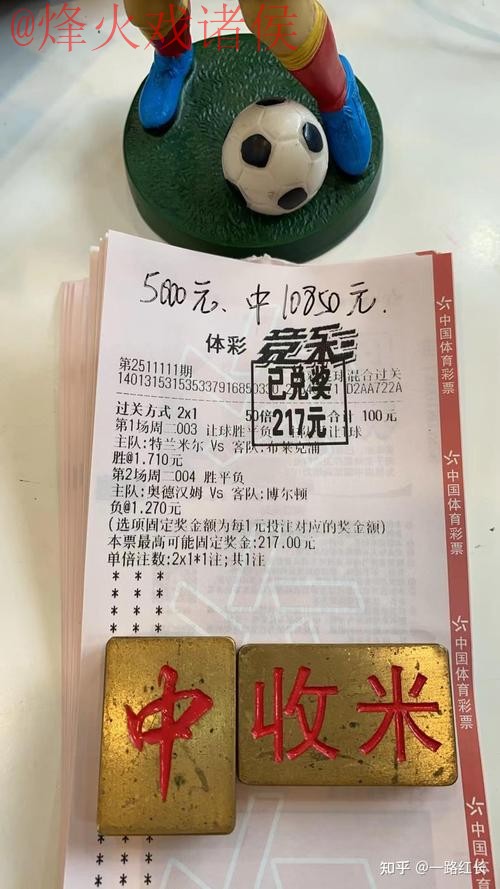 @烽火戏诸侯
5000元、中10850元.
体彩 竞彩
第2511111期
已兑奖
217元
过关方式 2x1 50倍 合计 100元
第1场周二003 让球胜平负
主队:特兰米尔 Vs 客队:布莱克浦
胜@1.710元
第2场周二004 胜平负
主队:奥德汉姆 Vs 客队:博尔顿
负@1.270元
(选项固定奖金额为每1元投注对应的奖金额)
本票最高可能固定奖金:217.00元
单倍注数:2x1*1注;共1注
中国体育彩票
中国体育彩票
中国体育彩票
中国体育彩票
中
收米
知乎 @一路红长